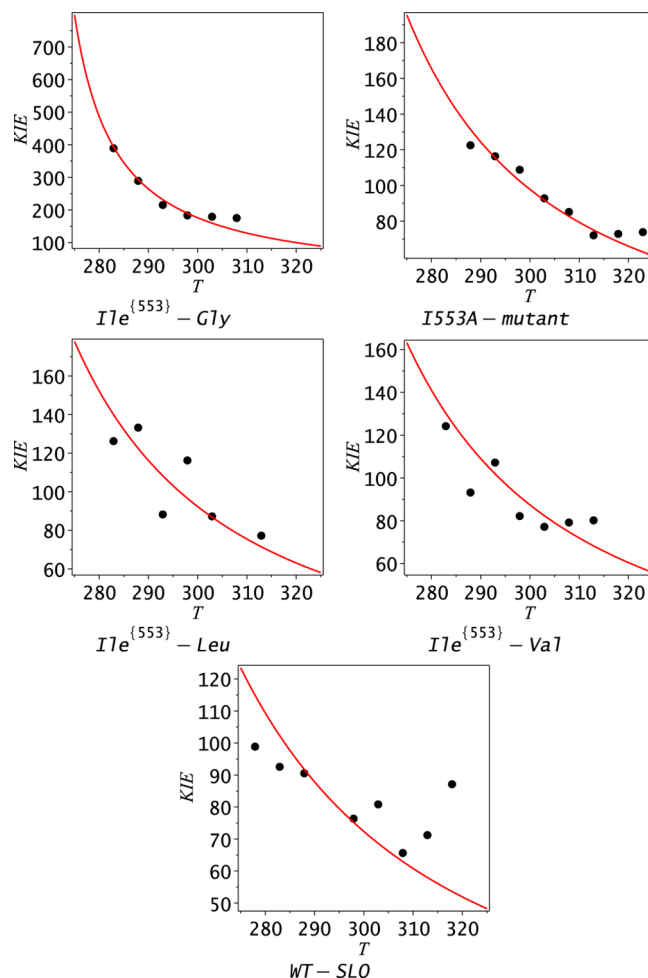 700
600
500
KIE
400
300
200
100
280 290 300 310 320
T
Ile^{553} – Gly
180
160
140
KIE
120
100
80
280 290 300 310 320
T
I553A – mutant
160
140
120
KIE
100
80
60
280 290 300 310 320
T
Ile^{553} – Leu
160
140
120
KIE
100
80
60
280 290 300 310 320
T
Ile^{553} – Val
120
110
100
90
KIE
80
70
60
50
280 290 300 310 320
T
WT – SLO